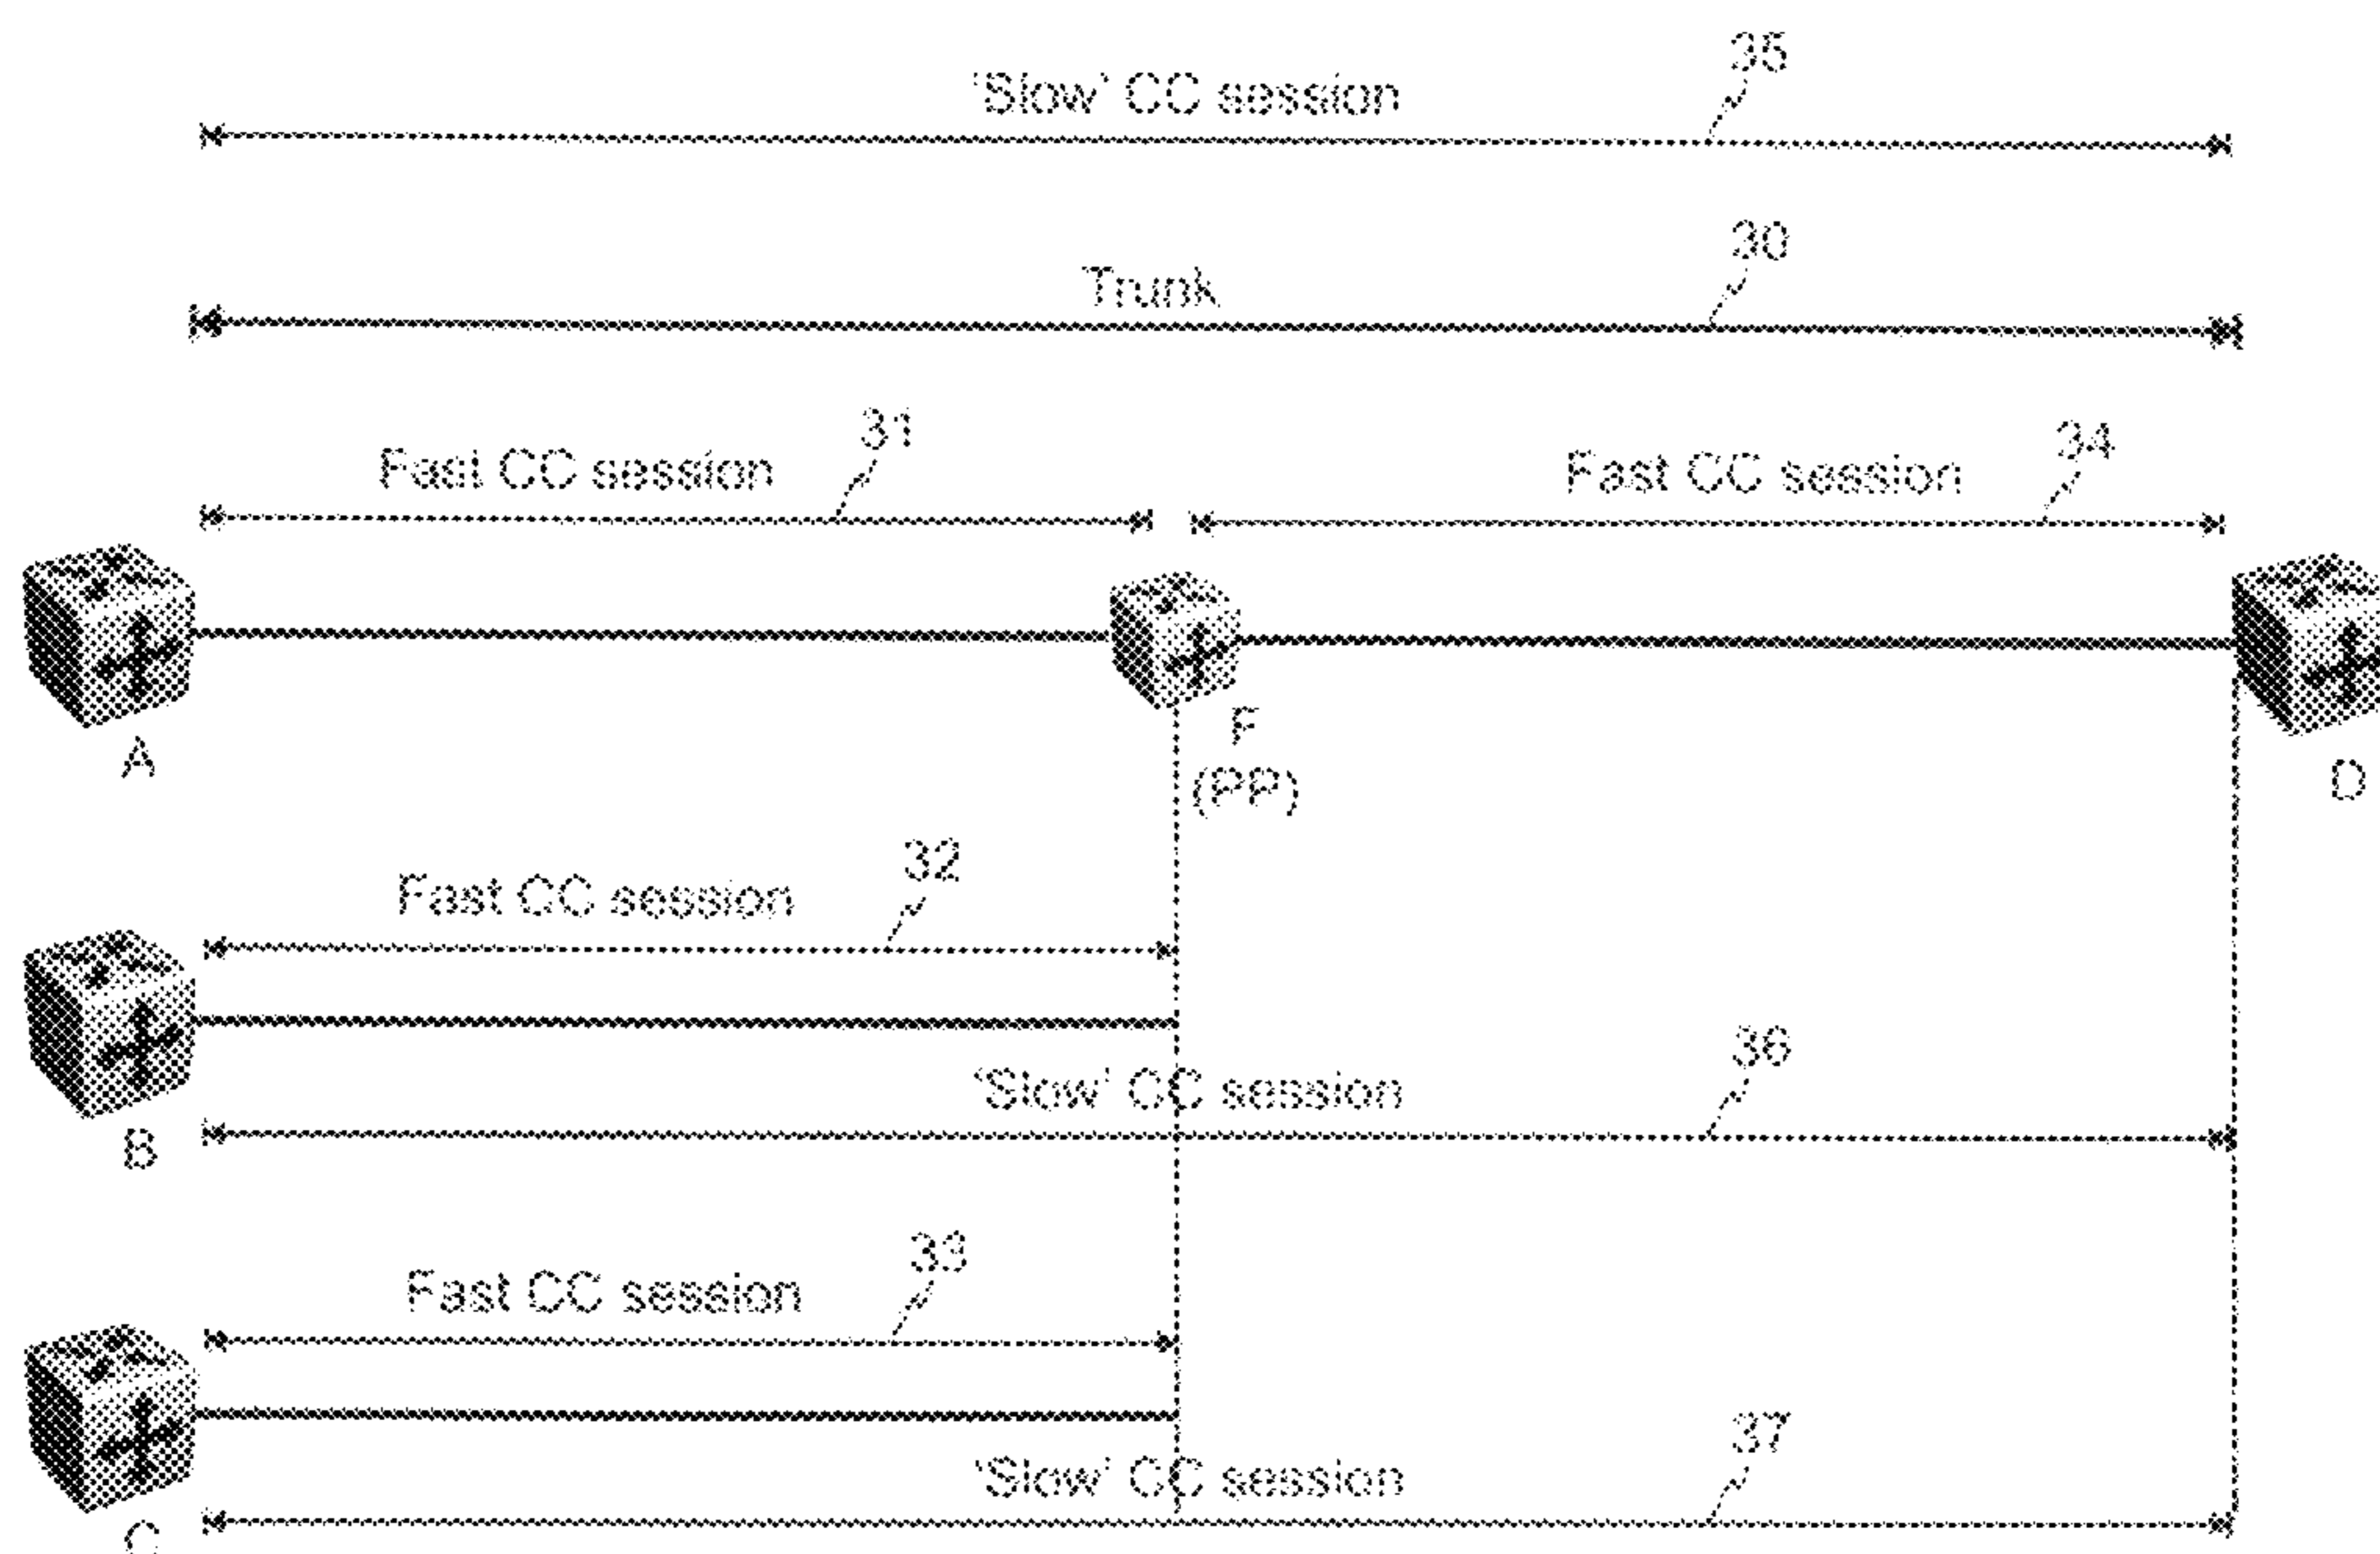 35
'Slow' CC session
30
Trunk
31
34
Fast CC session
Fast CC session
A
F
(PP)
D
32
Fast CC session
36
'Slow' CC session
B
33
Fast CC session
37
'Slow' CC session
C